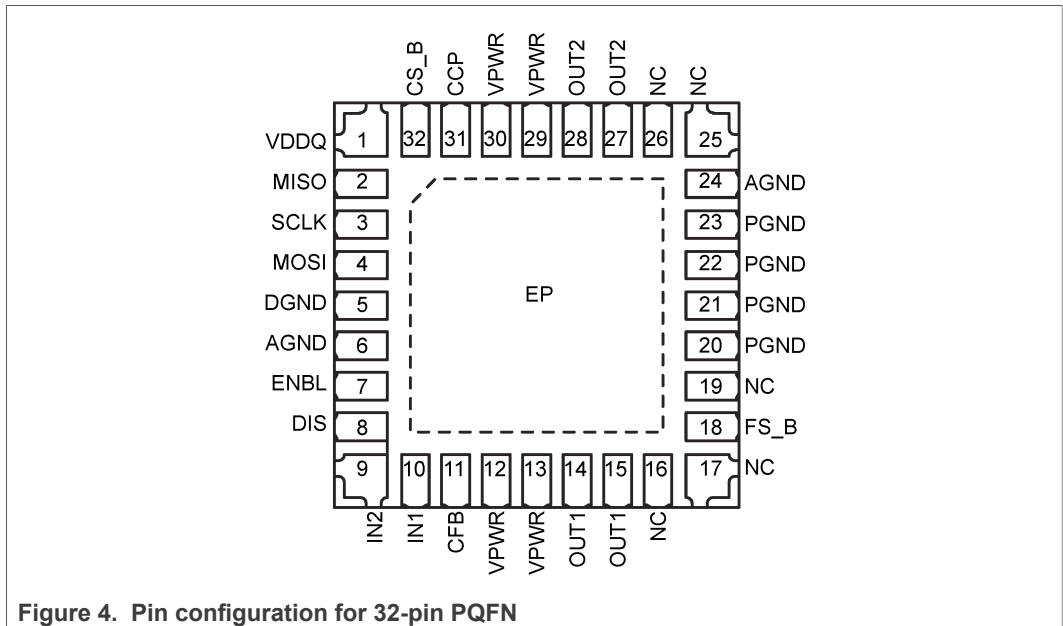 CS_B
CCP
VPWR
VPWR
OUT2
OUT2
NC
NC
32
31
30
29
28
27
26
25
VDDQ 1
MISO 2
SCLK 3
MOSI 4
DGND 5
AGND 6
ENBL 7
DIS 8
9
EP
24 AGND
23 PGND
22 PGND
21 PGND
20 PGND
19 NC
18 FS_B
17 NC
10
11
12
13
14
15
16
IN2
IN1
CFB
VPWR
VPWR
OUT1
OUT1
NC
Figure 4. Pin configuration for 32-pin PQFN